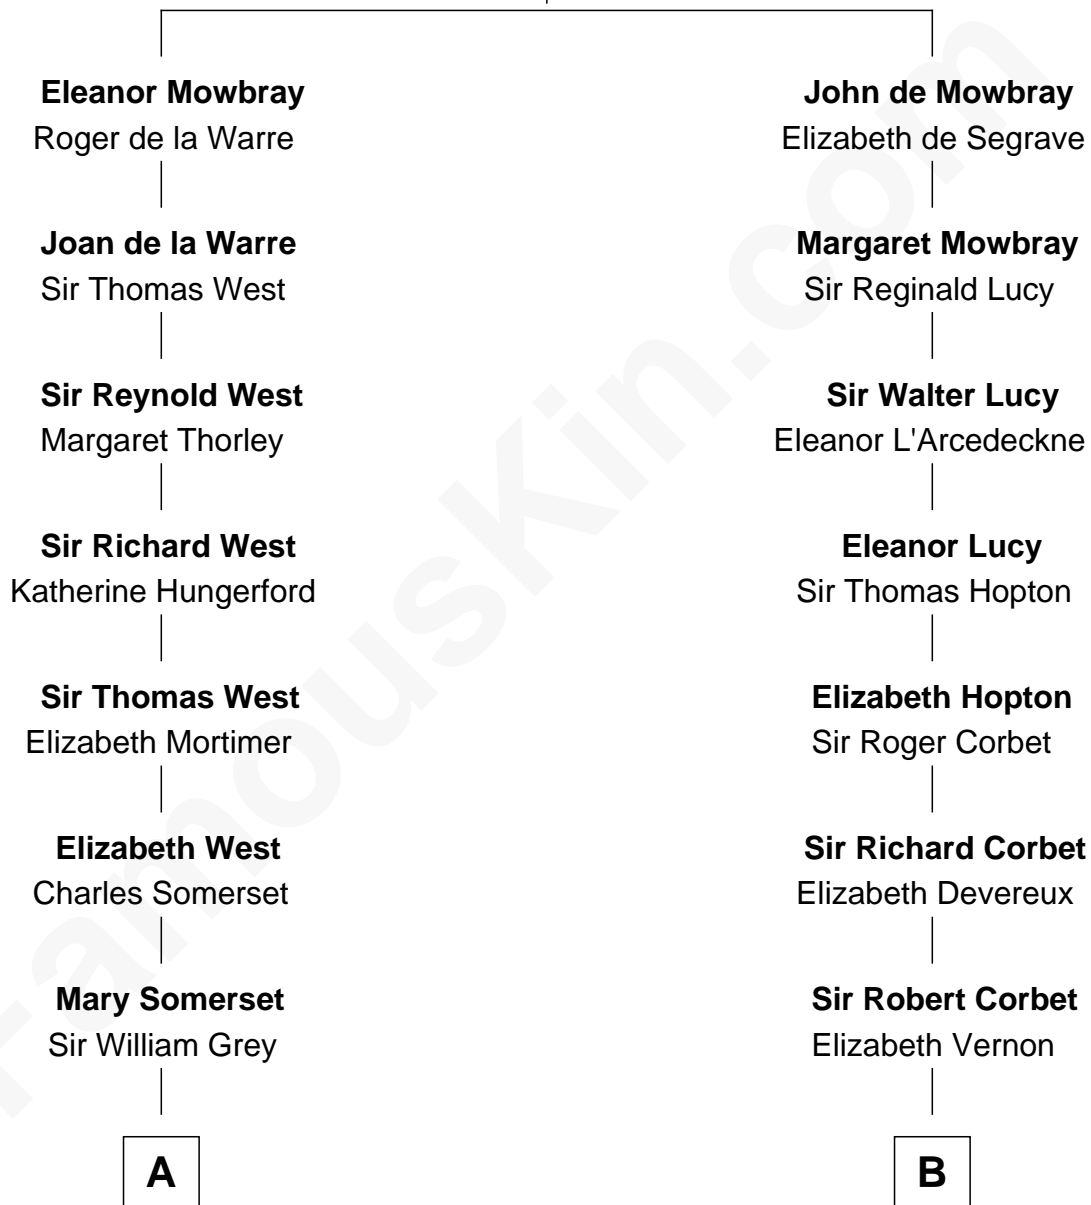 Eleanor Mowbray
Roger de la Warre
Joan de la Warre
Sir Thomas West
Sir Reynold West
Margaret Thorley
Sir Richard West
Katherine Hungerford
Sir Thomas West
Elizabeth Mortimer
Elizabeth West
Charles Somerset
Mary Somerset
Sir William Grey
A
John de Mowbray
Elizabeth de Segrave
Margaret Mowbray
Sir Reginald Lucy
Sir Walter Lucy
Eleanor L'Arcedeckne
Eleanor Lucy
Sir Thomas Hopton
Elizabeth Hopton
Sir Roger Corbet
Sir Richard Corbet
Elizabeth Devereux
Sir Robert Corbet
Elizabeth Vernon
B
FamousKin.com